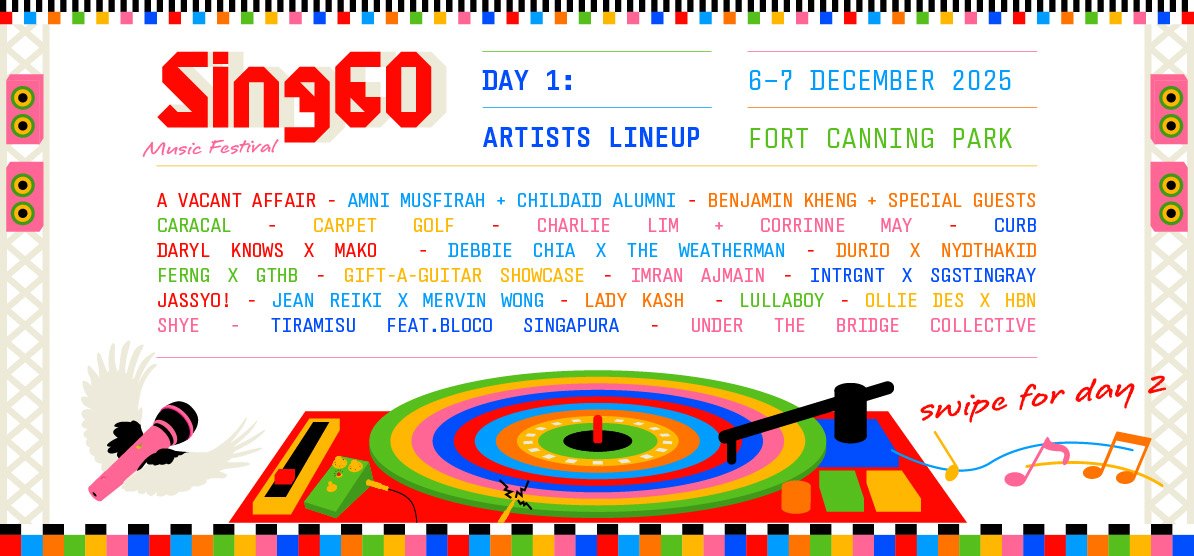 Sing60
Music Festival
DAY 1:
ARTISTS LINEUP
6–7 DECEMBER 2025
FORT CANNING PARK
A VACANT AFFAIR - AMNI MUSFIRAH + CHILDAID ALUMNI - BENJAMIN KHENG + SPECIAL GUESTS
CARACAL - CARPET GOLF - CHARLIE LIM + CORRINNE MAY - CURB
DARYL KNOWS X MAKO - DEBBIE CHIA X THE WEATHERMAN - DURIO X NYDTHAKID
FERNG X GTHB - GIFT-A-GUITAR SHOWCASE - IMRAN AJMAIN - INTRGNT X SGSTINGRAY
JASSYO! - JEAN REIKI X MERVIN WONG - LADY KASH - LULLABOY - OLLIE DES X HBN
SHYE - TIRAMISU FEAT.BLOCO SINGAPURA - UNDER THE BRIDGE COLLECTIVE
swipe for day 2